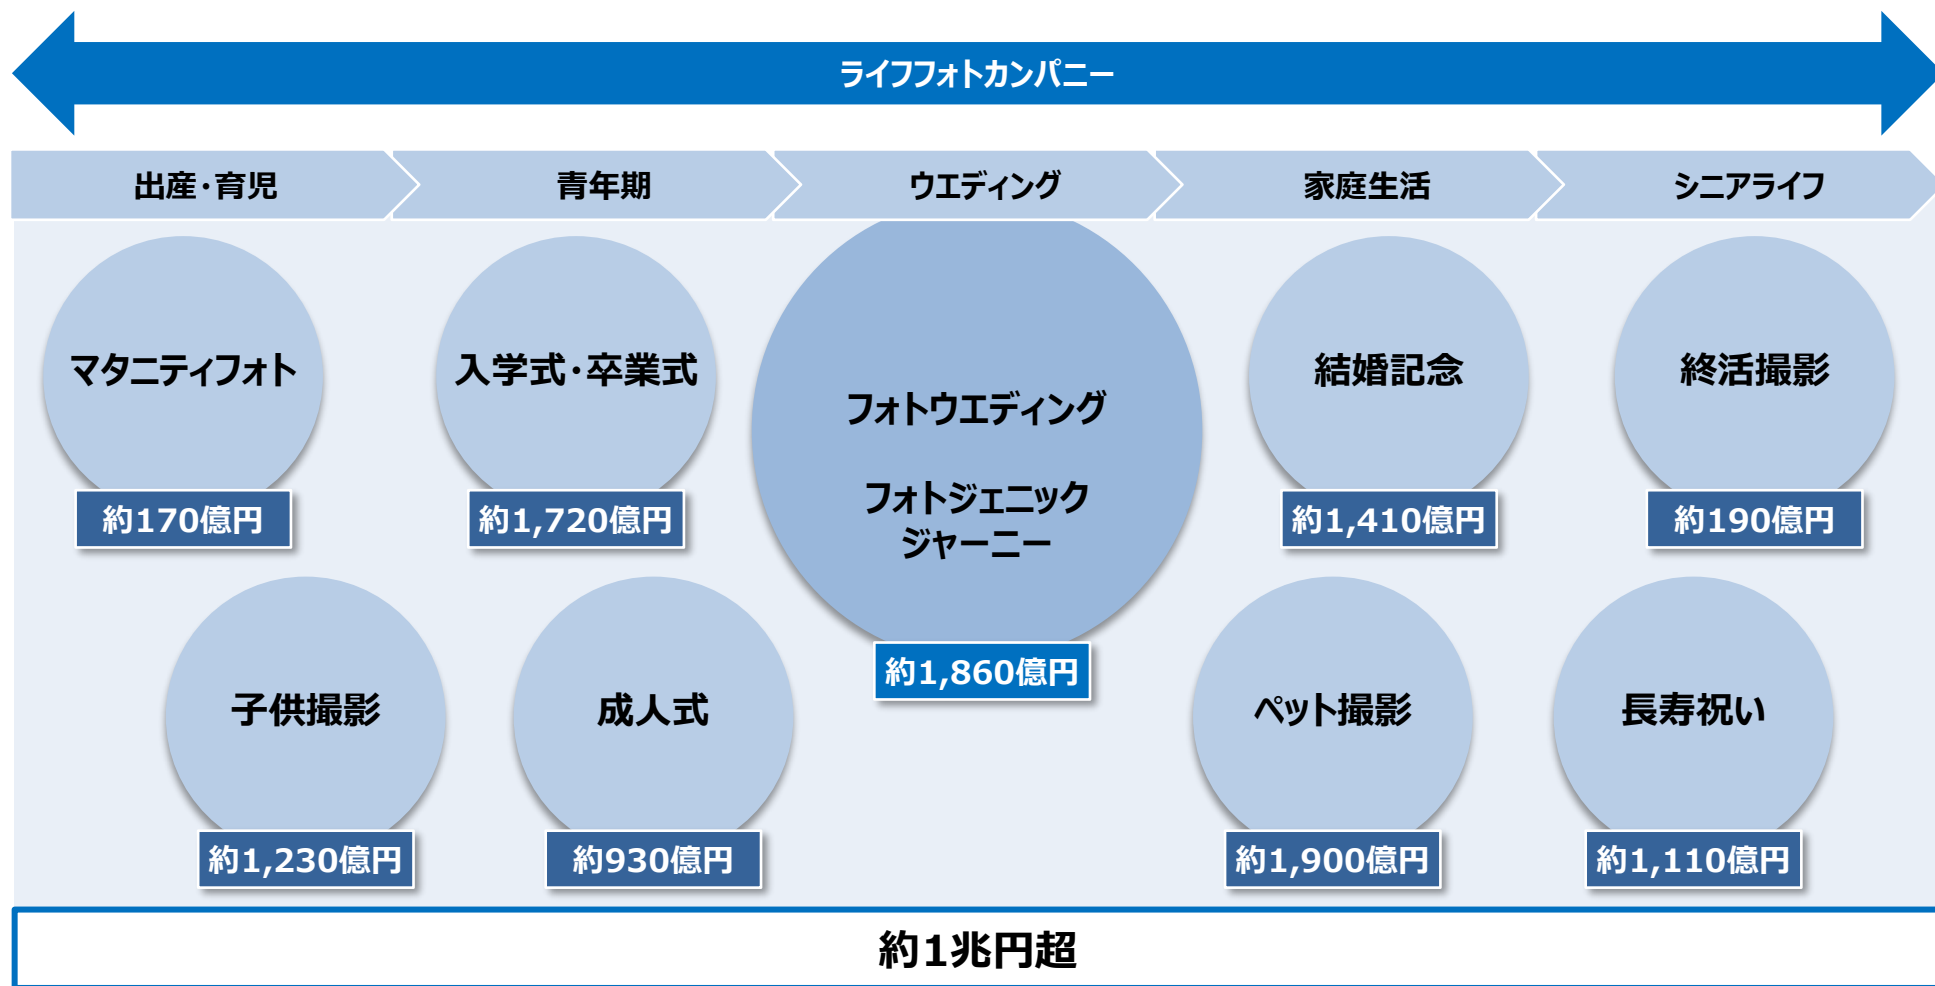 ライフフォトカンパニー
出産・育児
青年期
ウエディング
家庭生活
シニアライフ
マタニティフォト
約170億円
入学式・卒業式
約1,720億円
フォトウエディング
フォトジェニック
ジャーニー
約1,860億円
結婚記念
約1,410億円
終活撮影
約190億円
子供撮影
約1,230億円
成人式
約930億円
ペット撮影
約1,900億円
長寿祝い
約1,110億円
約1兆円超